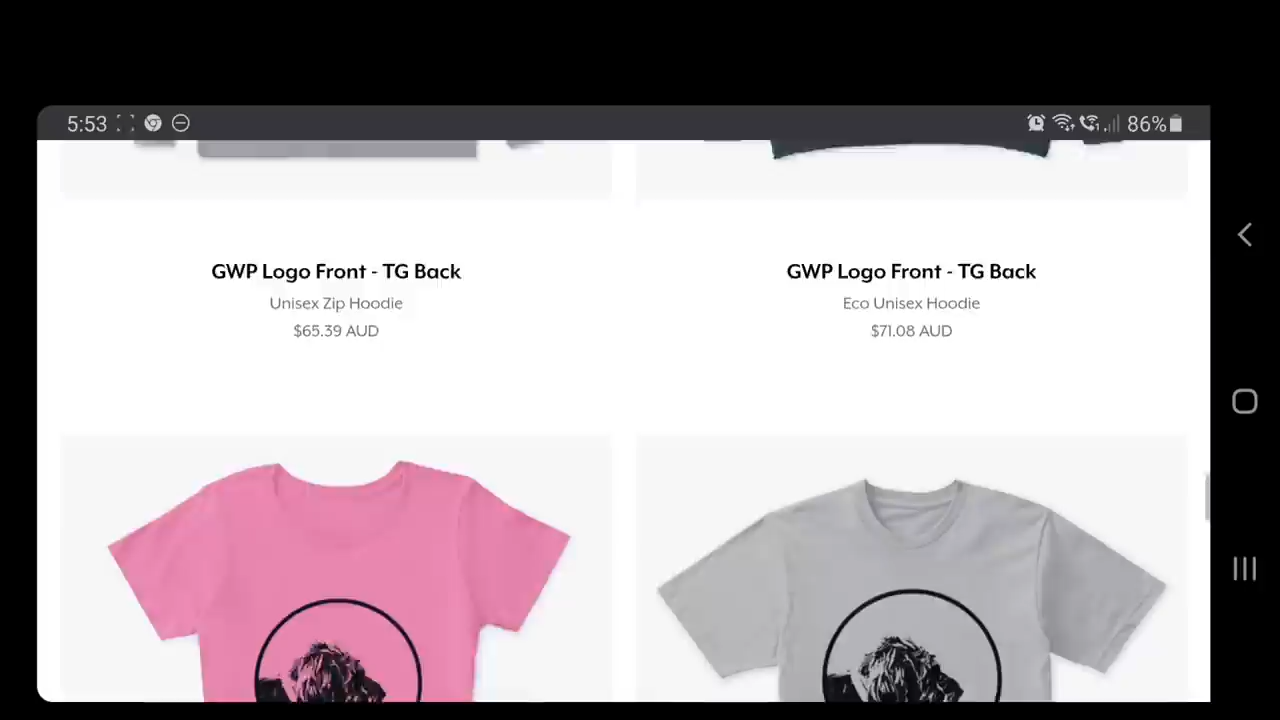 5:53
86%
GWP Logo Front - TG Back
Unisex Zip Hoodie
$65.39 AUD
GWP Logo Front - TG Back
Eco Unisex Hoodie
$71.08 AUD